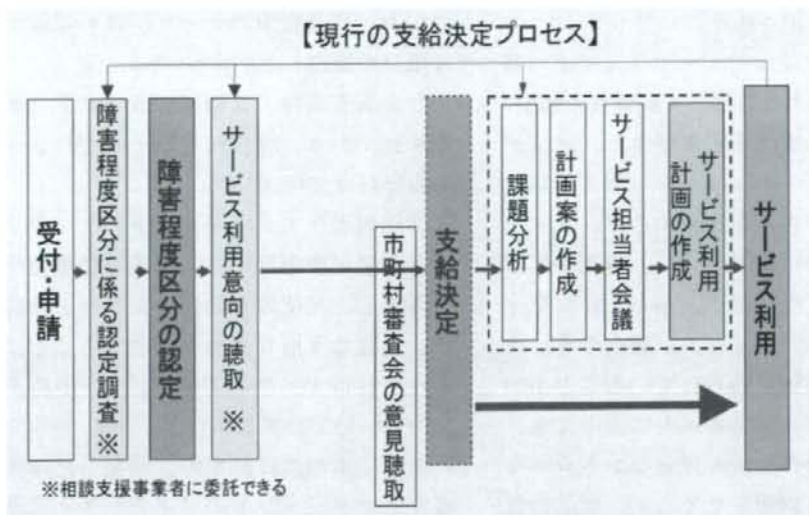 【現行の支給決定プロセス】
受付・申請
障害程度区分に係る認定調査 ※
障害程度区分の認定
サービス利用意向の聴取 ※
市町村審査会の意見聴取
支給決定
課題分析
計画案の作成
サービス担当者会議
サービス利用
計画の作成
サービス利用
※相談支援事業者に委託できる